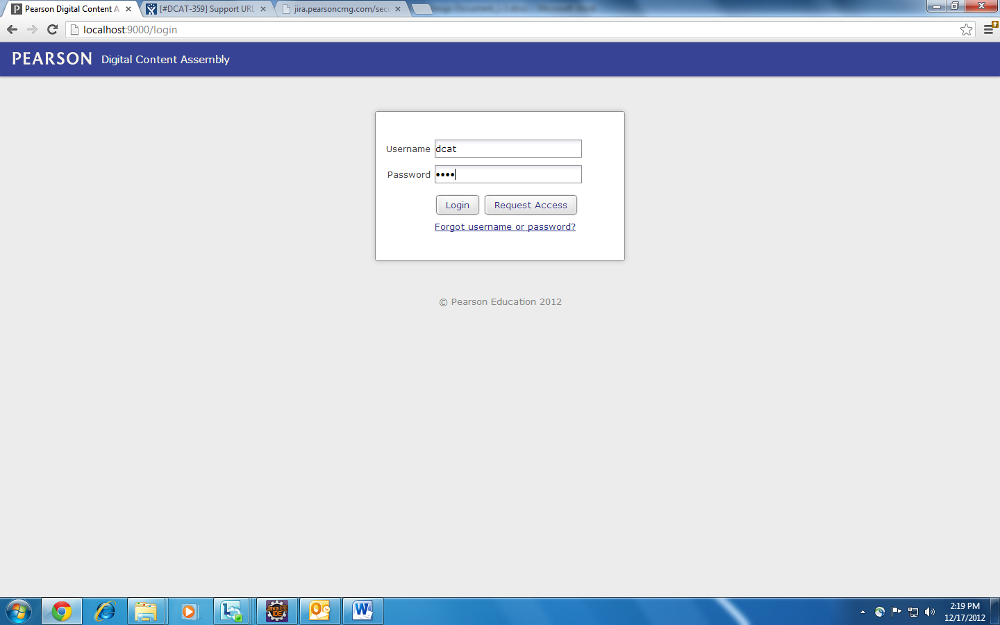 Pearson Digital Content A
[#DCAT-359] Support URL
jira.pearsoncmg.com/secu
localhost:9000/login
PEARSON Digital Content Assembly
Username dcat
Password ••••
Login Request Access
Forgot username or password?
© Pearson Education 2012
Java EE
IDE
2:19 PM
12/17/2012